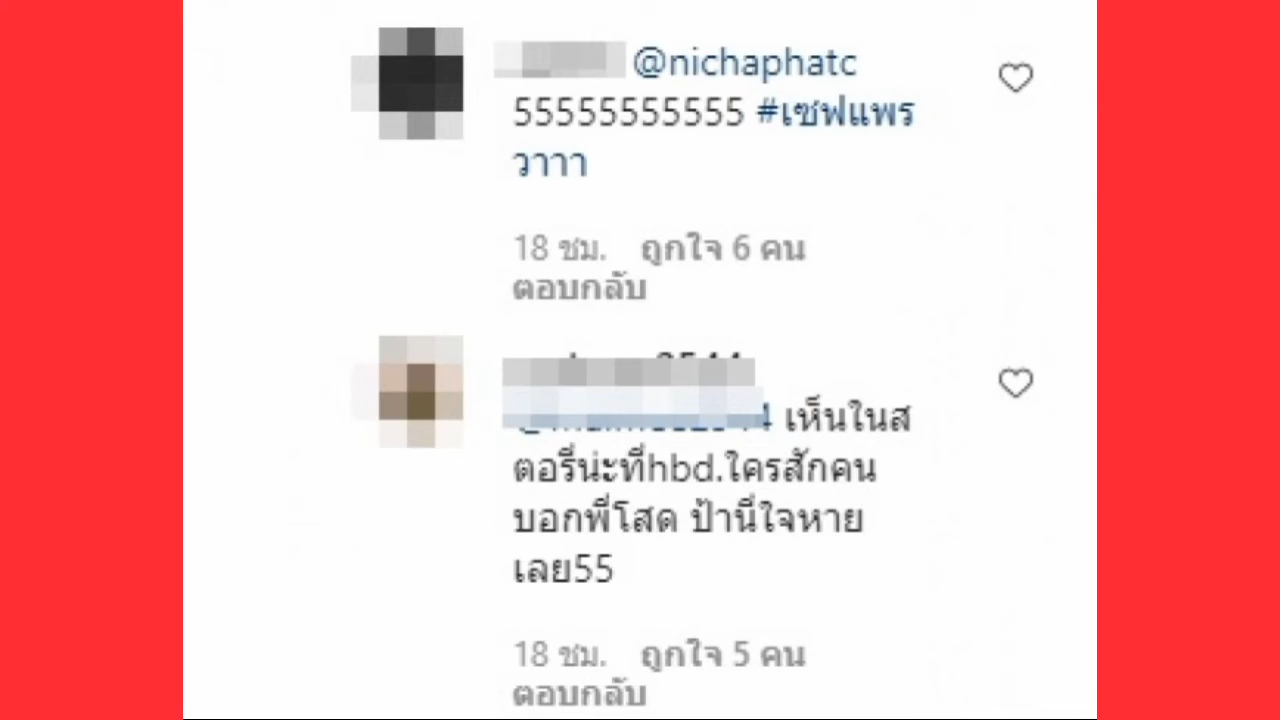 @nichaphatc
55555555555 #เซฟแพร
วาาา
18 ชม. ถูกใจ 6 คน
ตอบกลับ
เห็นในส
ตอรี่น่ะที่hbd.ใครสักคน
บอกพี่โสด ป้านี่ใจหาย
เลย55
18 ชม. ถูกใจ 5 คน
ตอบกลับ